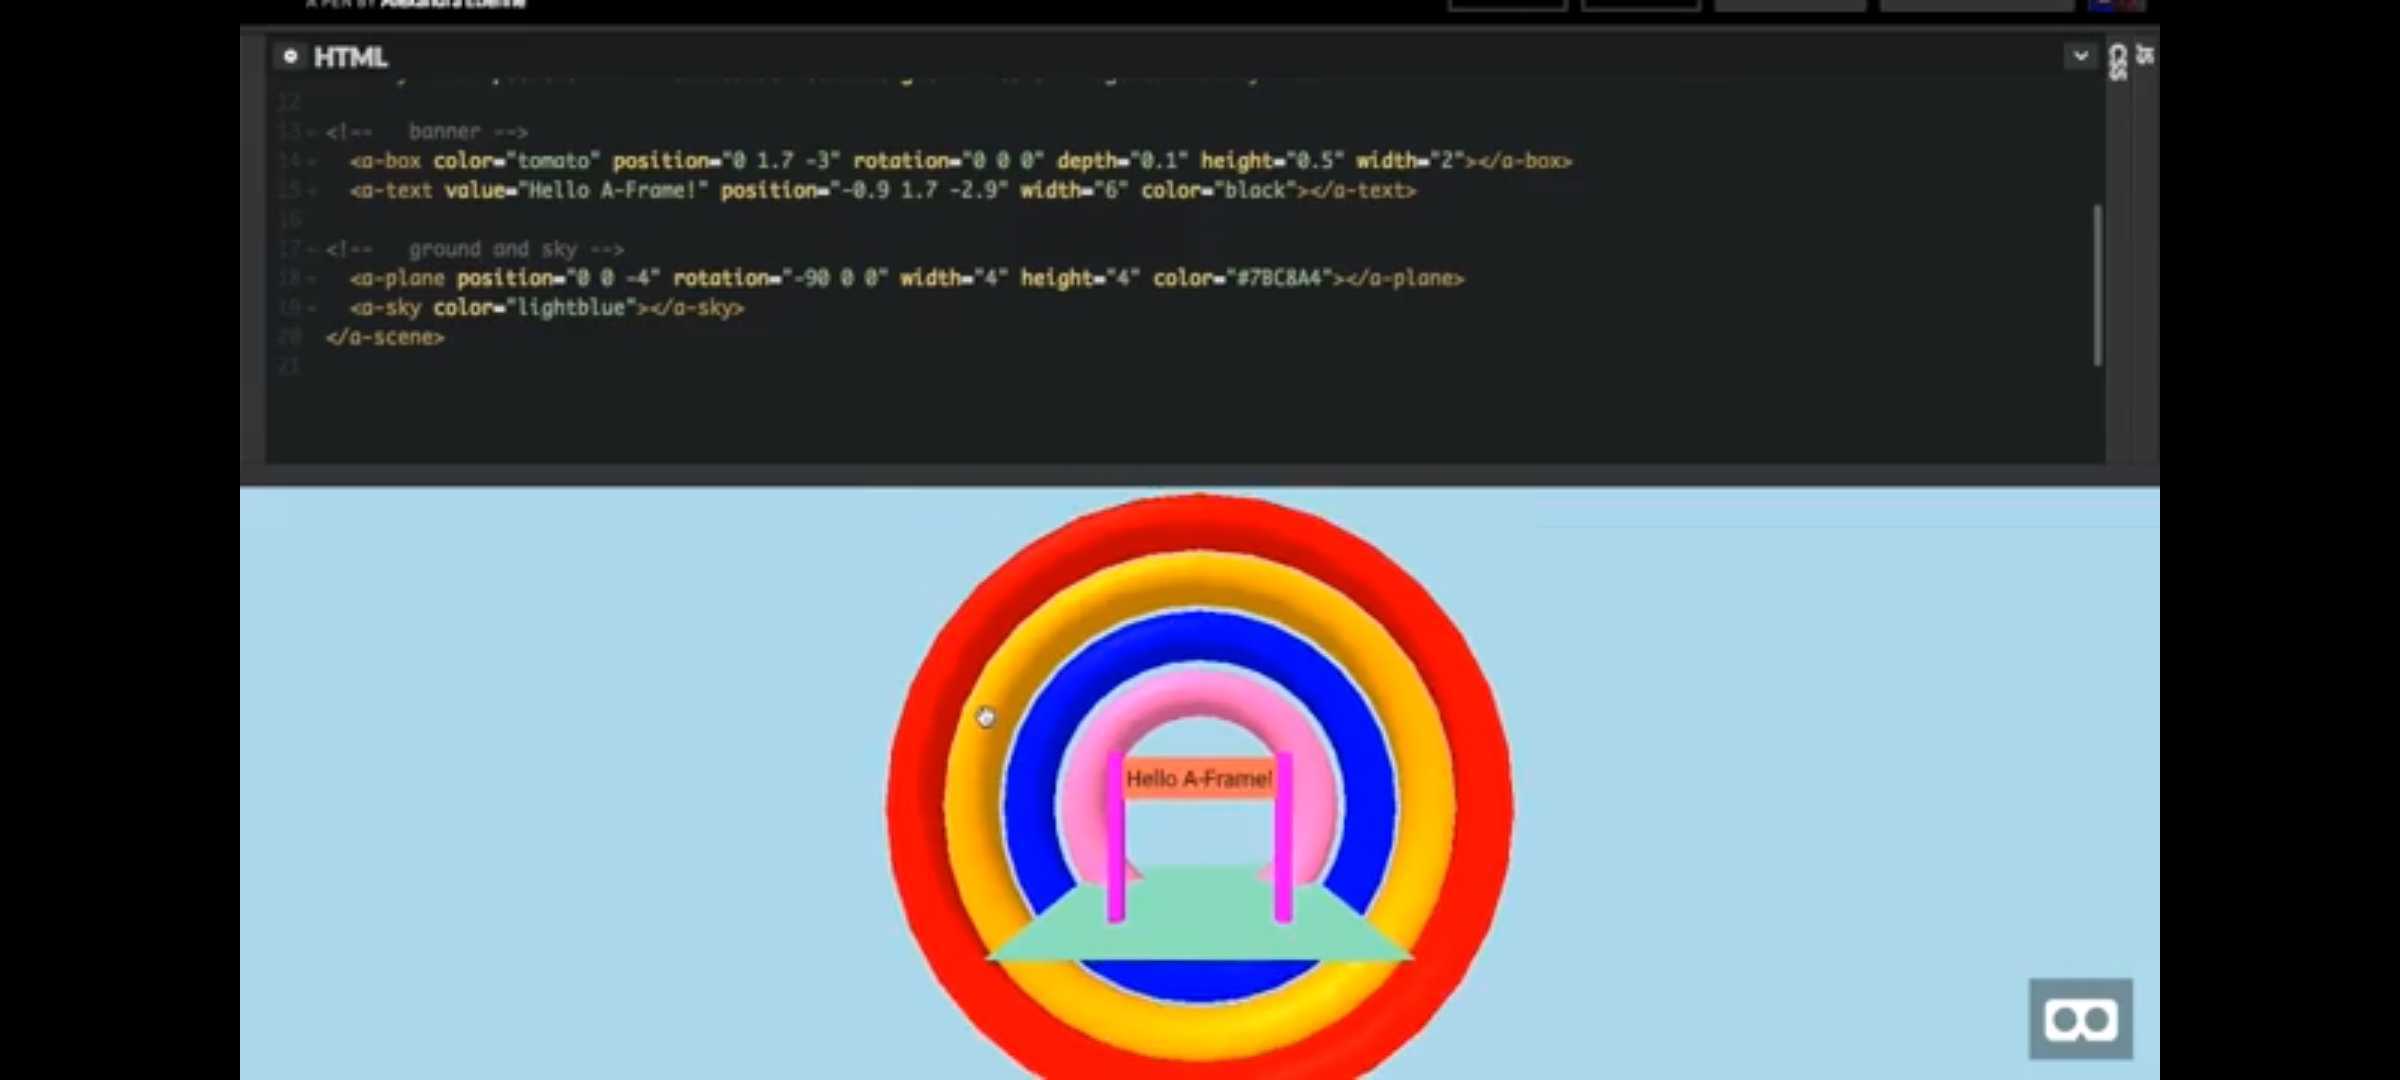 A PEN BY
HTML
CSS
JS
12
13 <!--   banner -->
14 <a-box color="tomato" position="0 1.7 -3" rotation="0 0 0" depth="0.1" height="0.5" width="2"></a-box>
15 <a-text value="Hello A-Frame!" position="-0.9 1.7 -2.9" width="6" color="black"></a-text>
16
17 <!--   ground and sky -->
18 <a-plane position="0 0 -4" rotation="-90 0 0" width="4" height="4" color="#7BC8A4"></a-plane>
19 <a-sky color="lightblue"></a-sky>
20 </a-scene>
21
Hello A-Frame!